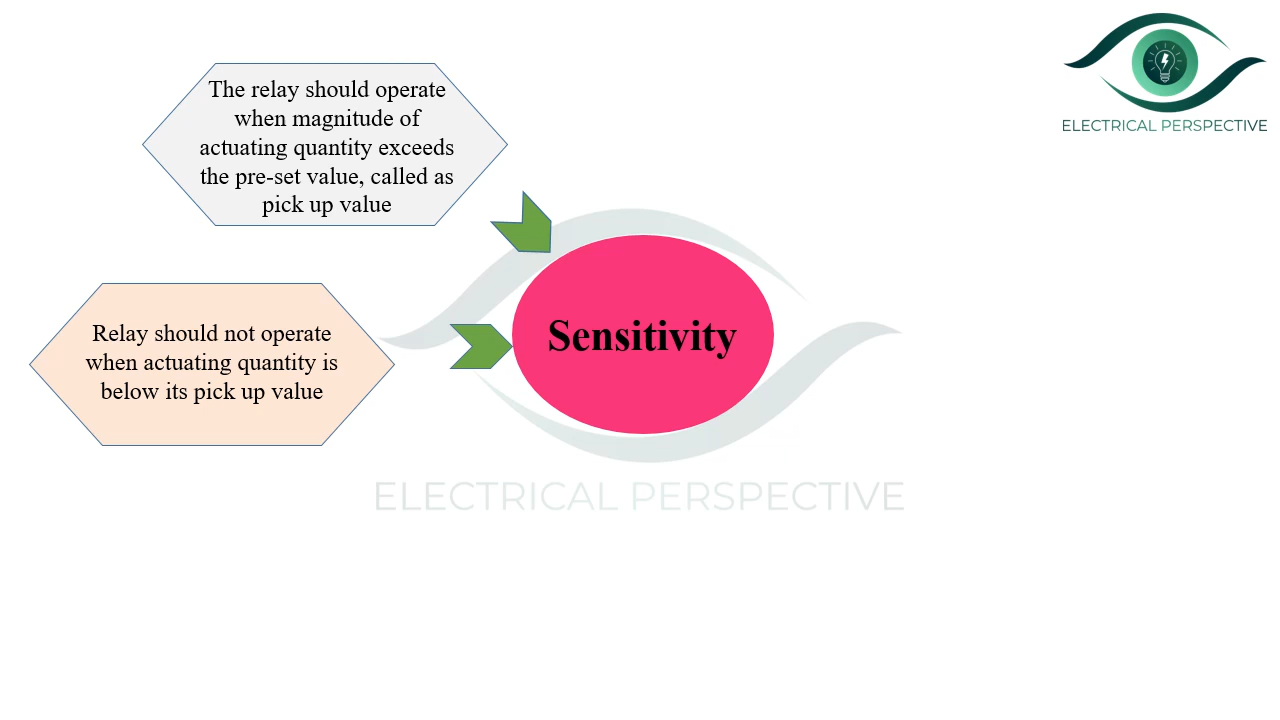 ELECTRICAL PERSPECTIVE
The relay should operate
when magnitude of
actuating quantity exceeds
the pre-set value, called as
pick up value
Relay should not operate
when actuating quantity is
below its pick up value
Sensitivity
ELECTRICAL PERSPECTIVE